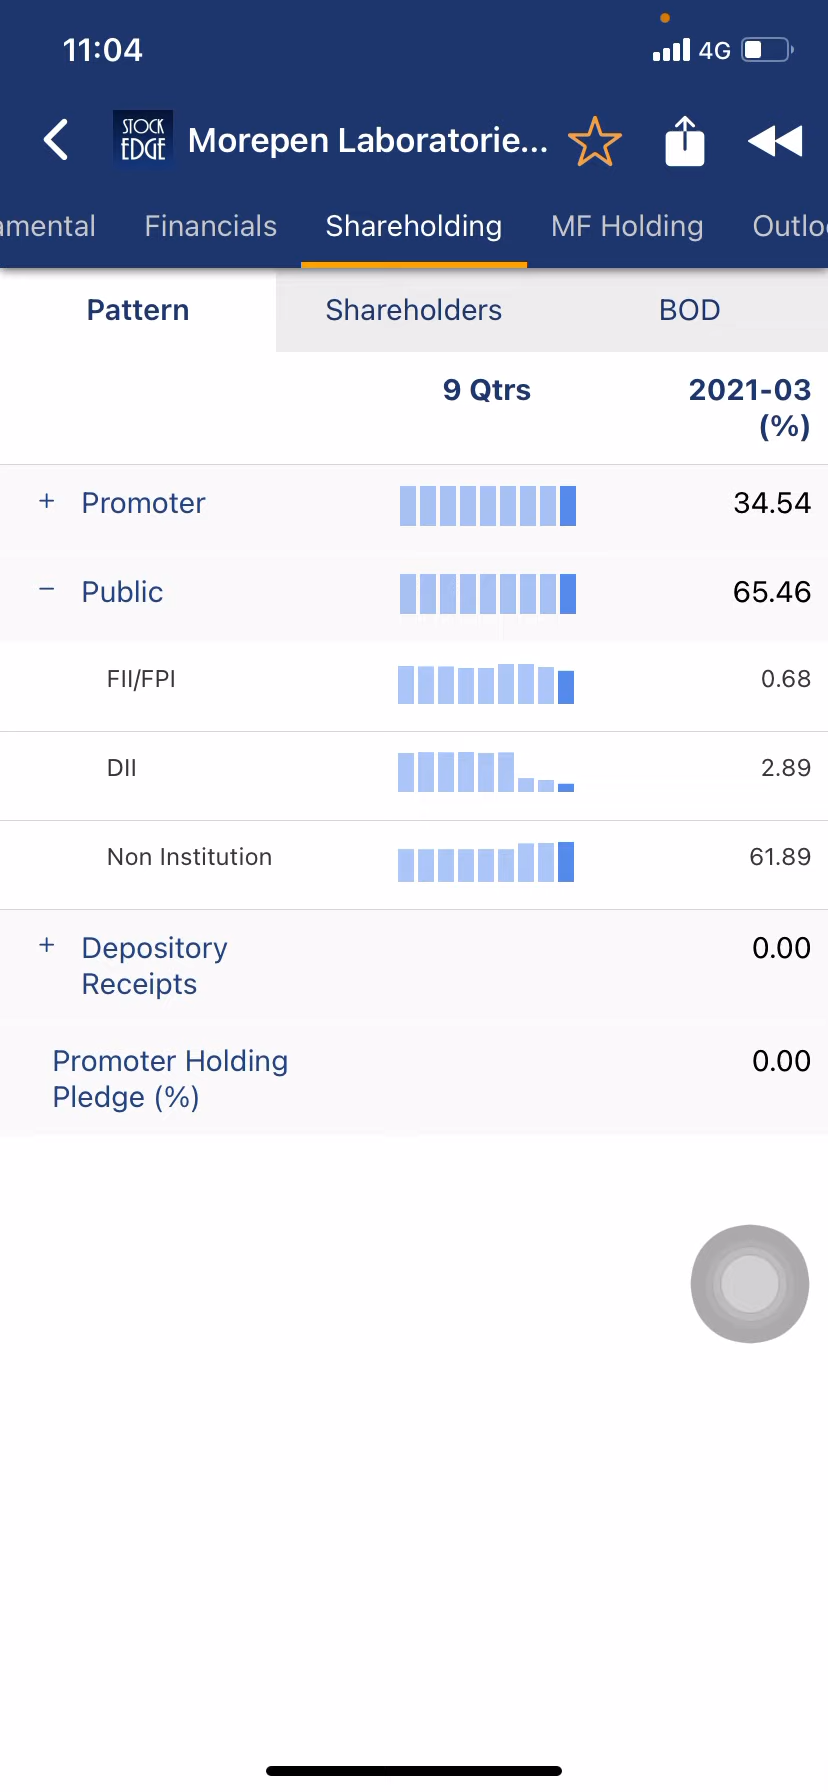 11:04
4G
STOCK
EDGE
Morepen Laboratorie...
amental Financials Shareholding MF Holding Outlo
Pattern Shareholders BOD
9 Qtrs 2021-03
(%)
+ Promoter 34.54
− Public 65.46
FII/FPI 0.68
DII 2.89
Non Institution 61.89
+ Depository
Receipts 0.00
Promoter Holding
Pledge (%) 0.00